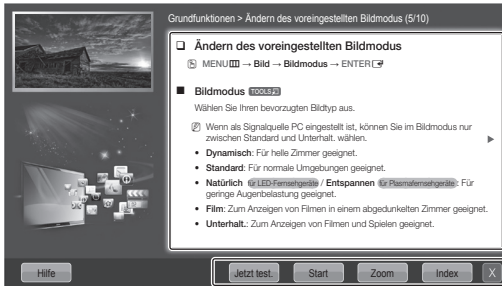 Grundfunktionen > Ändern des voreingestellten Bildmodus (5/10)
Ändern des voreingestellten Bildmodus
MENU → Bild → Bildmodus → ENTER
Bildmodus TOOLS
Wählen Sie Ihren bevorzugten Bildtyp aus.
Wenn als Signalquelle PC eingestellt ist, können Sie im Bildmodus nur
zwischen Standard und Unterhalt. wählen.
• Dynamisch: Für helle Zimmer geeignet.
• Standard: Für normale Umgebungen geeignet.
• Natürlich für LED-Fernsehgeräte / Entspannen für Plasmafernsehgeräte: Für
geringe Augenbelastung geeignet.
• Film: Zum Anzeigen von Filmen in einem abgedunkelten Zimmer geeignet.
• Unterhalt.: Zum Anzeigen von Filmen und Spielen geeignet.
Hilfe Jetzt test. Start Zoom Index X